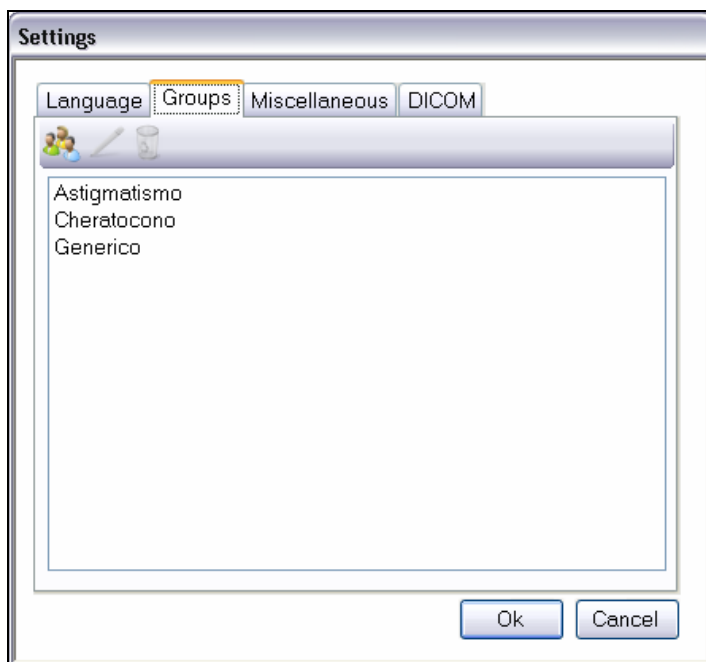 Settings
Language Groups Miscellaneous DICOM
Astigmatismo
Cheratocono
Generico
Ok Cancel